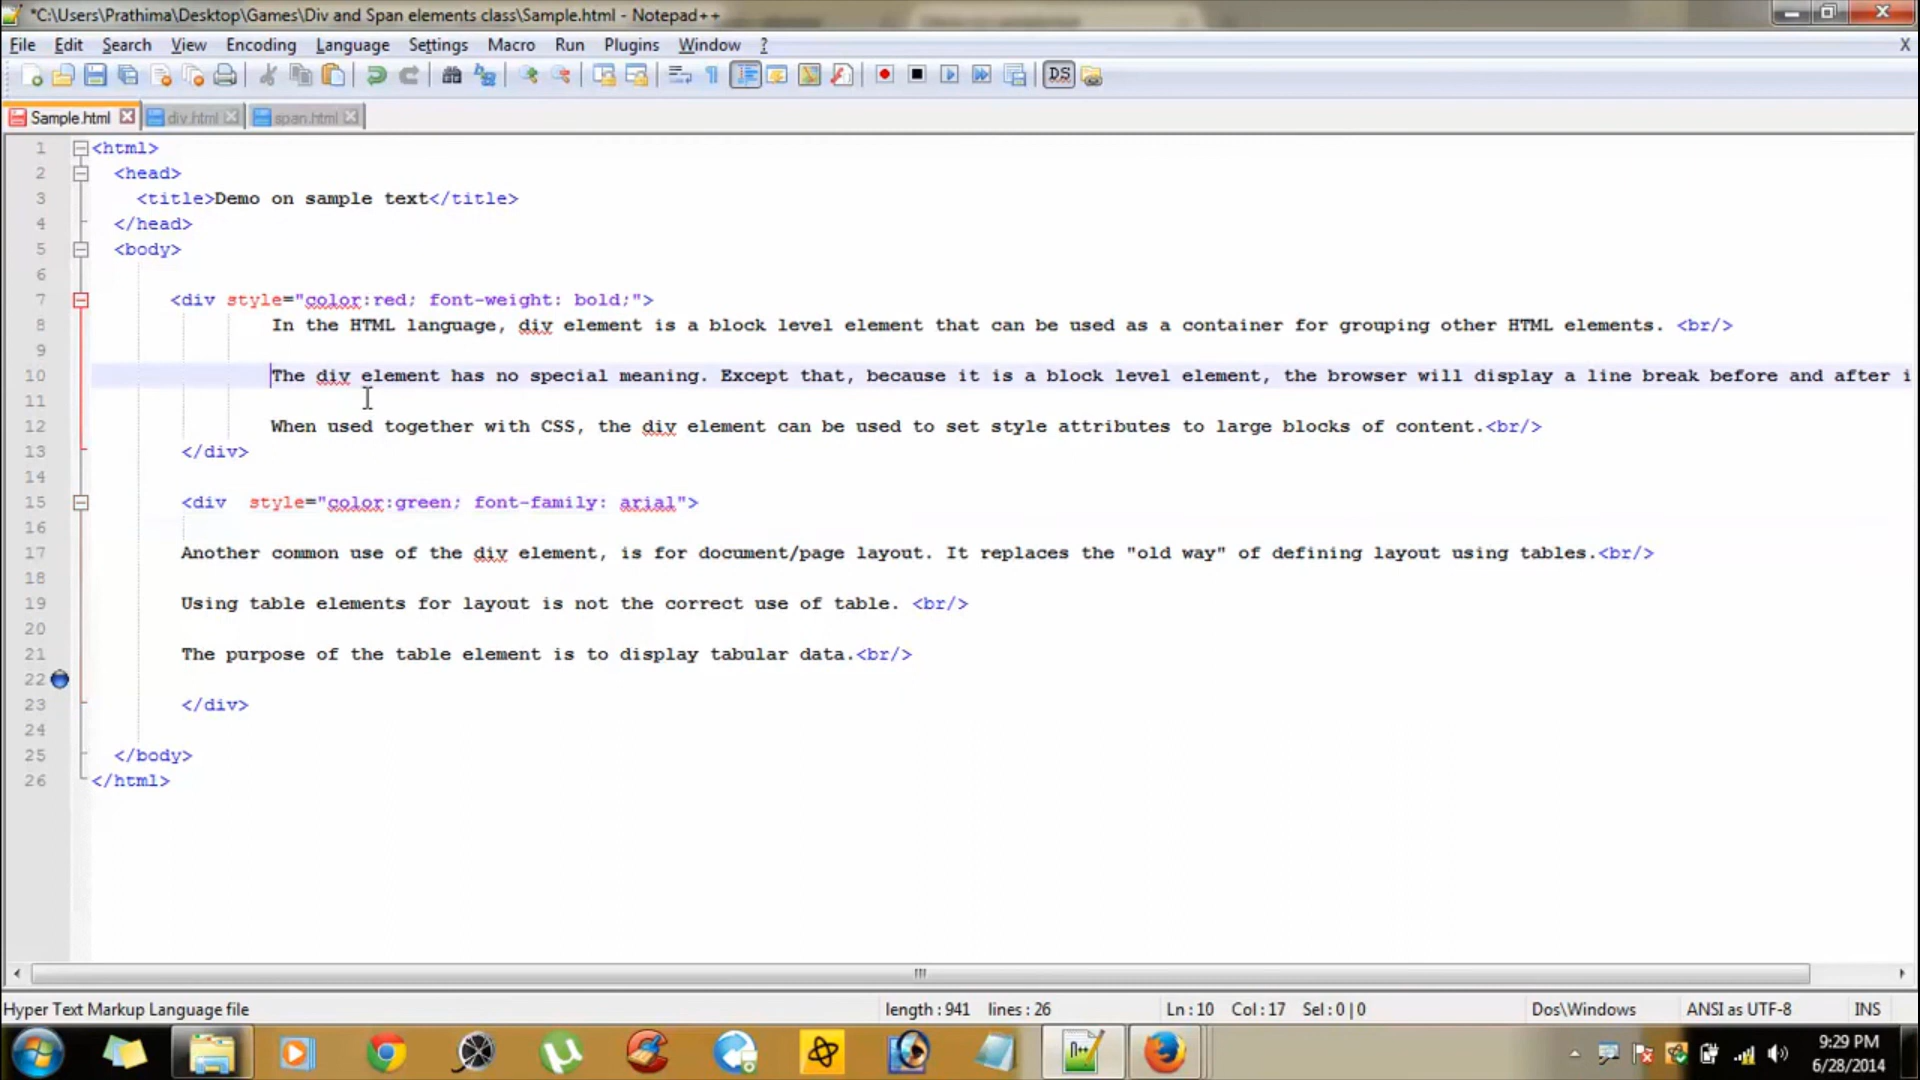 *C:\Users\Prathima\Desktop\Games\Div and Span elements class\Sample.html - Notepad++
File Edit Search View Encoding Language Settings Macro Run Plugins Window ? X
Sample.html div.html span.html
1 <html>
2 <head>
3 <title>Demo on sample text</title>
4 </head>
5 <body>
6
7 <div style="color:red; font-weight: bold;">
8 In the HTML language, div element is a block level element that can be used as a container for grouping other HTML elements. <br/>
9
10 The div element has no special meaning. Except that, because it is a block level element, the browser will display a line break before and after i
11
12 When used together with CSS, the div element can be used to set style attributes to large blocks of content.<br/>
13 </div>
14
15 <div  style="color:green; font-family: arial">
16
17 Another common use of the div element, is for document/page layout. It replaces the "old way" of defining layout using tables.<br/>
18
19 Using table elements for layout is not the correct use of table. <br/>
20
21 The purpose of the table element is to display tabular data.<br/>
22
23 </div>
24
25 </body>
26 </html>
Hyper Text Markup Language file length : 941 lines : 26 Ln : 10 Col : 17 Sel : 0 | 0 Dos\Windows ANSI as UTF-8 INS
9:29 PM
6/28/2014